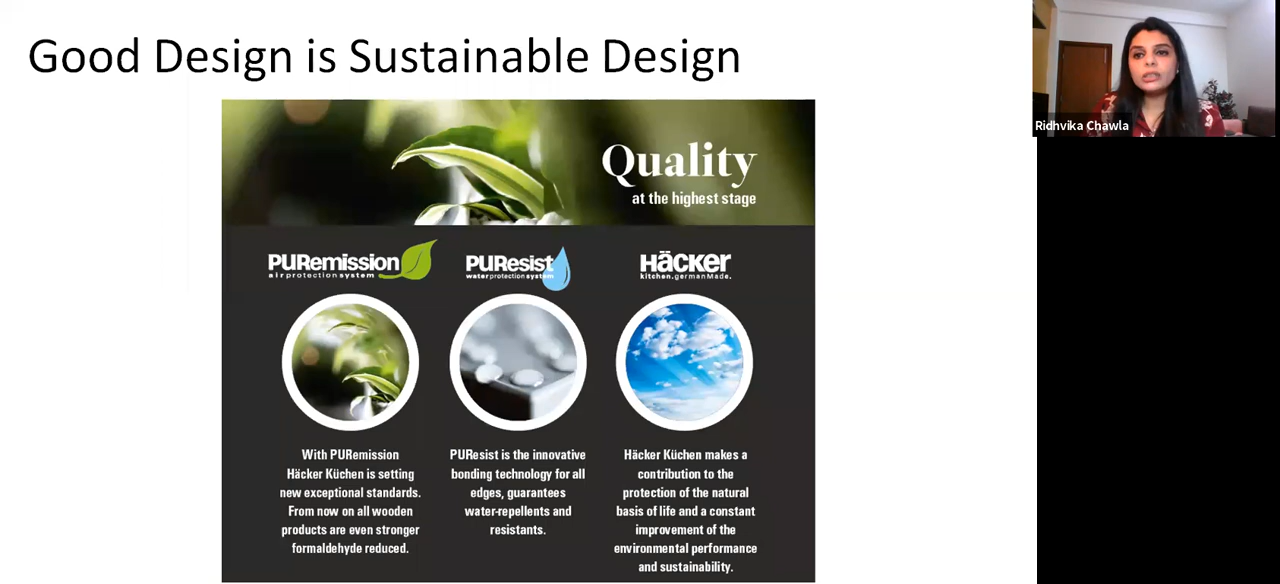 Good Design is Sustainable Design
Ridhvika Chawla
Quality
at the highest stage
PURemission
air protection system
PUResist
water protection system
HäCKER
kitchen.germanMade.
With PURemission
Häcker Küchen is setting
new exceptional standards.
From now on all wooden
products are even stronger
formaldehyde reduced.
PUResist is the innovative
bonding technology for all
edges, guarantees
water-repellents and
resistants.
Häcker Küchen makes a
contribution to the
protection of the natural
basis of life and a constant
improvement of the
environmental performance
and sustainability.